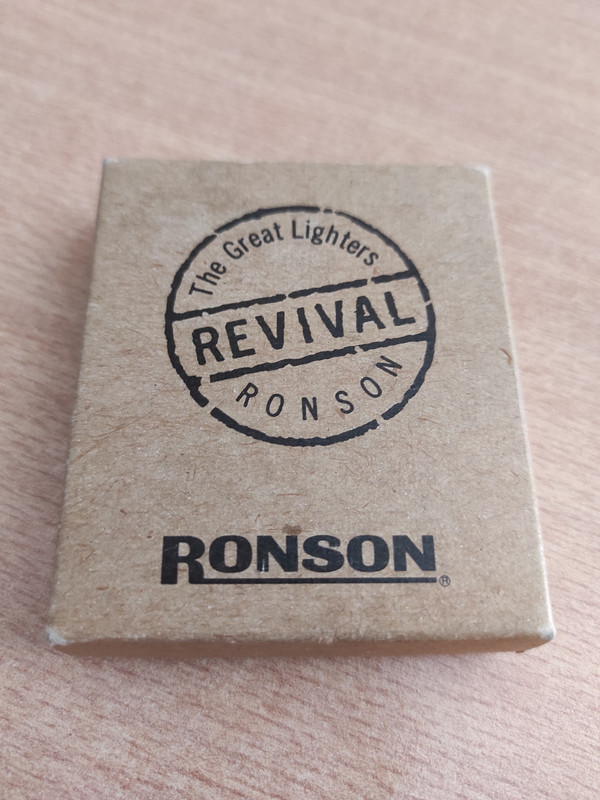 The Great Lighters
REVIVAL
RONSON
RONSON®